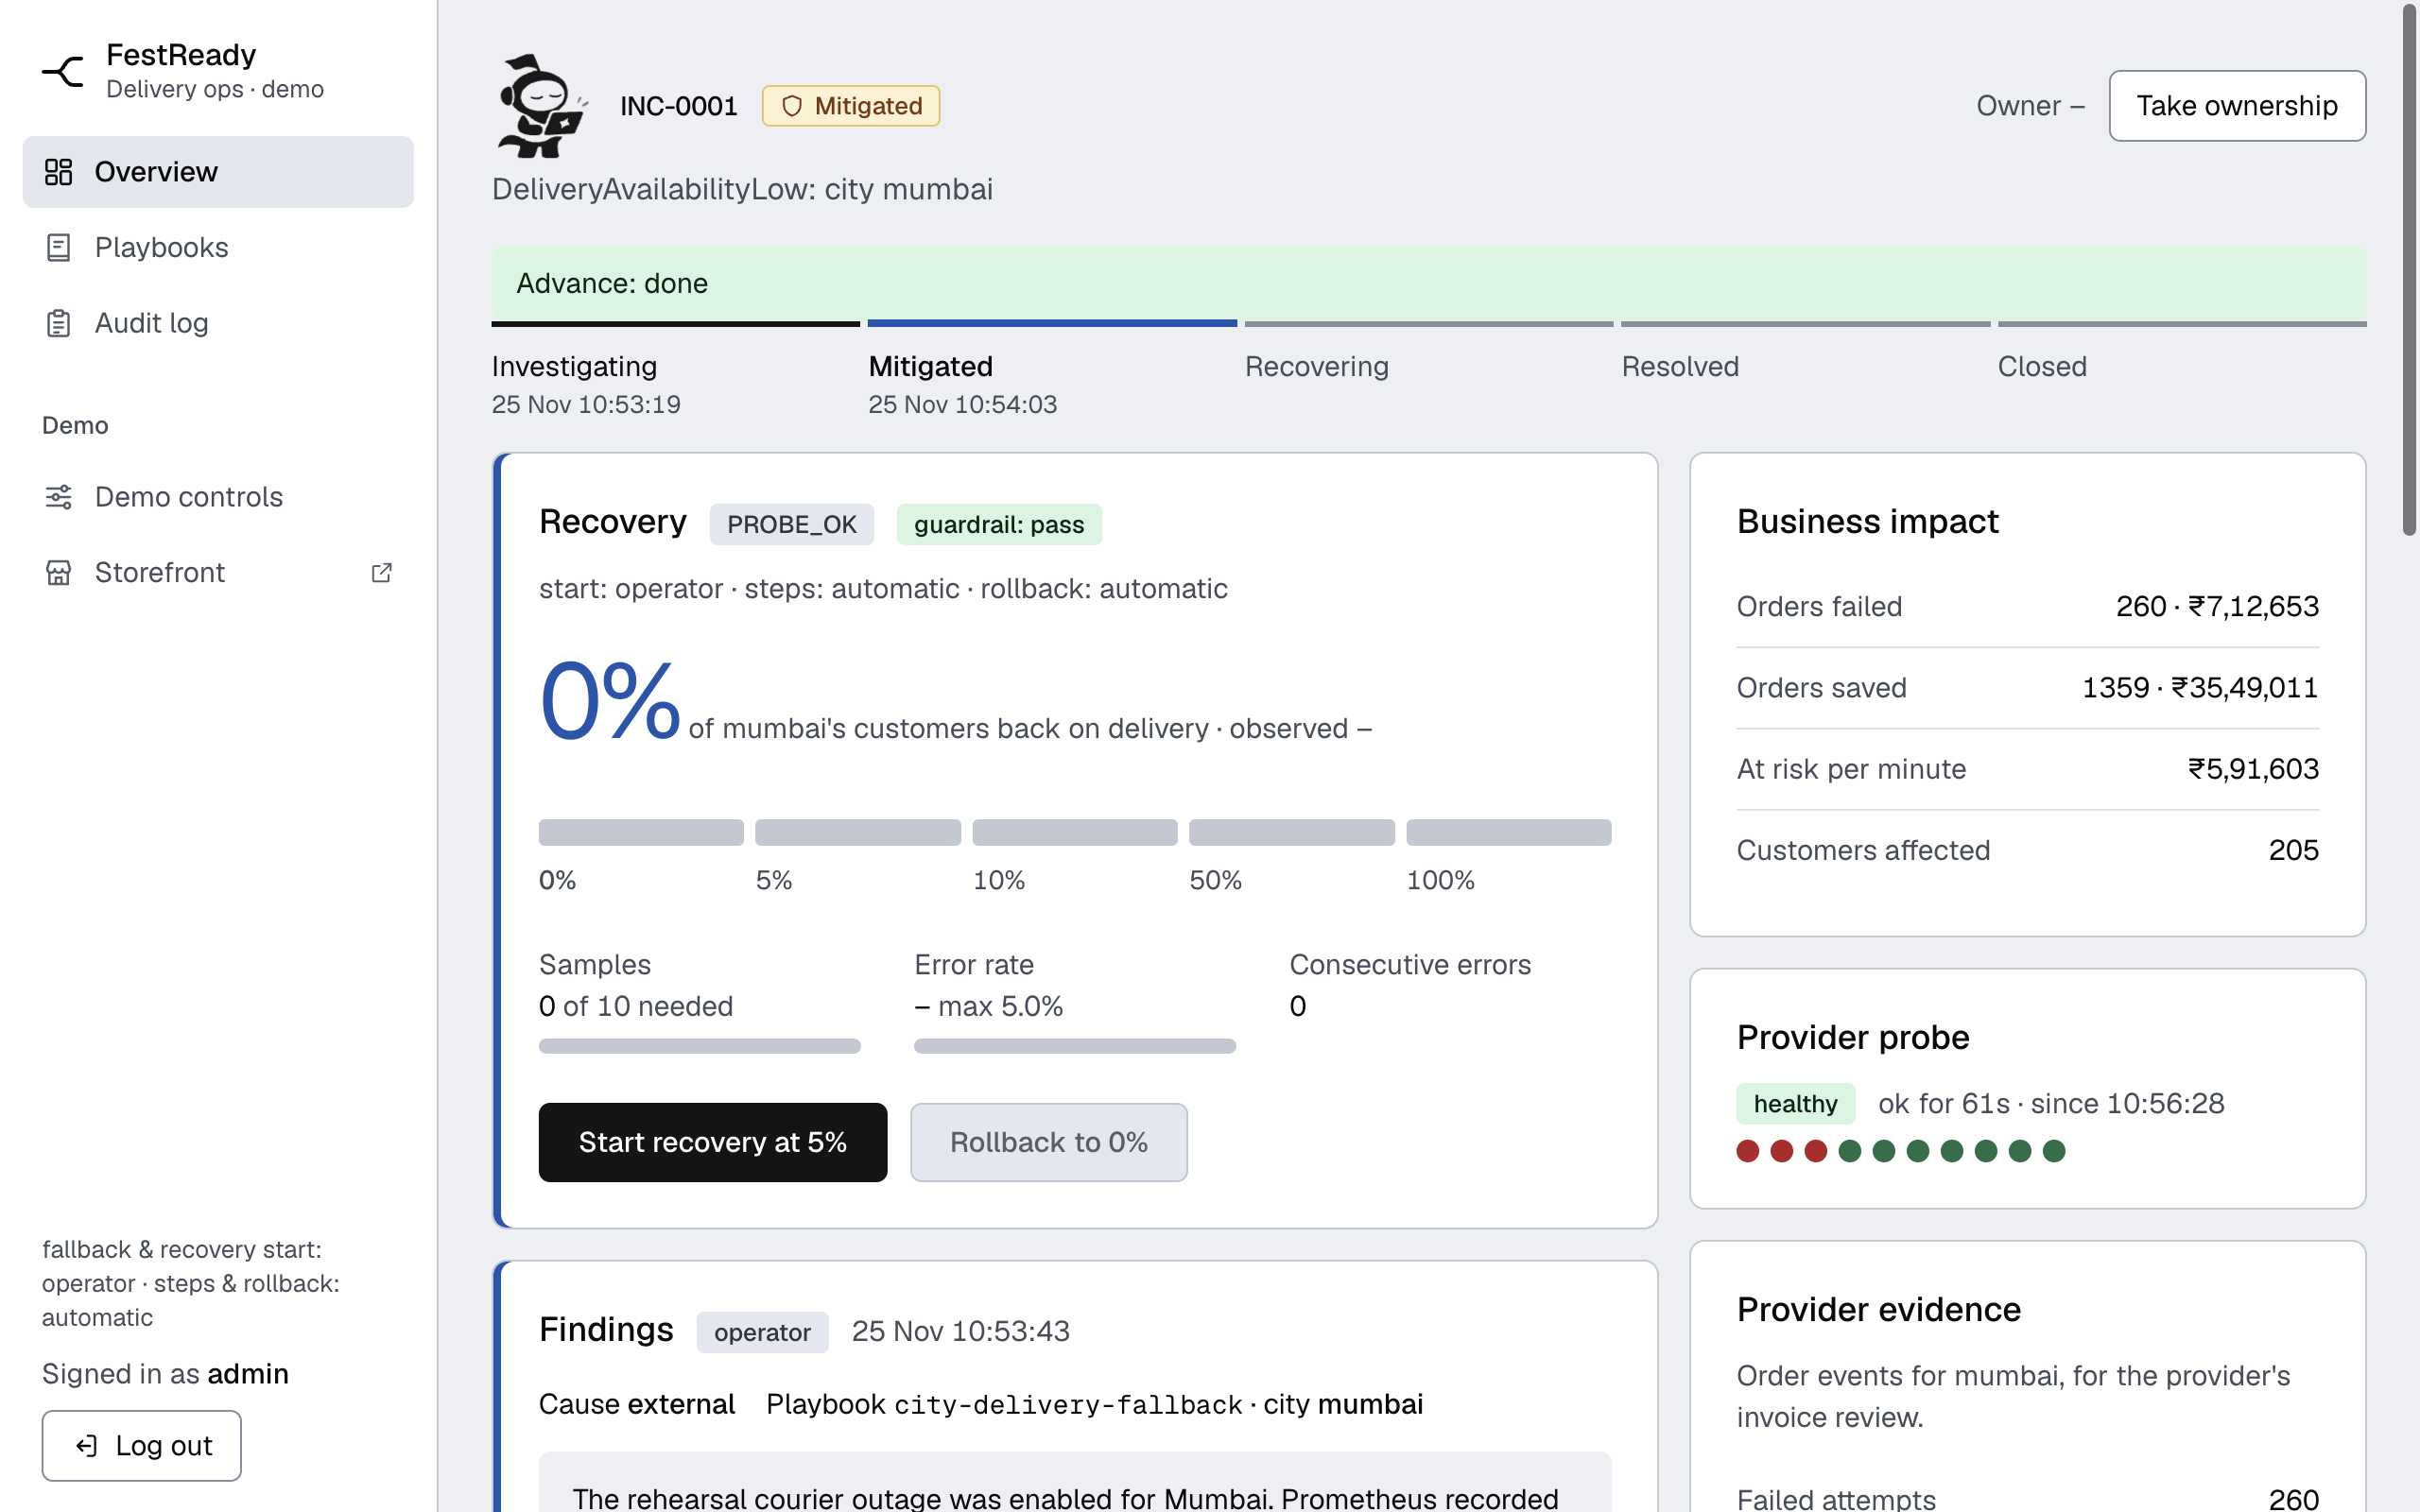 FestReady
Delivery ops · demo
Overview
Playbooks
Audit log
Demo
Demo controls
Storefront
fallback & recovery start:
operator · steps & rollback:
automatic
Signed in as admin
Log out
INC-0001
Mitigated
Owner –
Take ownership
DeliveryAvailabilityLow: city mumbai
Advance: done
Investigating
25 Nov 10:53:19
Mitigated
25 Nov 10:54:03
Recovering
Resolved
Closed
Recovery
PROBE_OK
guardrail: pass
start: operator · steps: automatic · rollback: automatic
0% of mumbai's customers back on delivery · observed –
0%
5%
10%
50%
100%
Samples
0 of 10 needed
Error rate
– max 5.0%
Consecutive errors
0
Start recovery at 5%
Rollback to 0%
Findings
operator
25 Nov 10:53:43
Cause external Playbook city-delivery-fallback · city mumbai
The rehearsal courier outage was enabled for Mumbai. Prometheus recorded
Business impact
Orders failed 260 · ₹7,12,653
Orders saved 1359 · ₹35,49,011
At risk per minute ₹5,91,603
Customers affected 205
Provider probe
healthy ok for 61s · since 10:56:28
Provider evidence
Order events for mumbai, for the provider's
invoice review.
Failed attempts 260